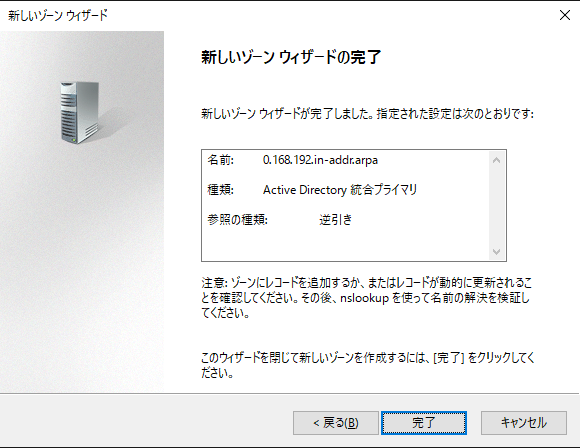 新しいゾーン ウィザード
新しいゾーン ウィザードの完了
新しいゾーン ウィザードが完了しました。指定された設定は次のとおりです:
名前: 0.168.192.in-addr.arpa
種類: Active Directory 統合プライマリ
参照の種類: 逆引き
注意: ゾーンにレコードを追加するか、またはレコードが動的に更新されるこ
とを確認してください。その後、nslookup を使って名前の解決を検証し
てください。
このウィザードを閉じて新しいゾーンを作成するには、[完了] をクリックしてく
ださい。
< 戻る(B) 完了 キャンセル